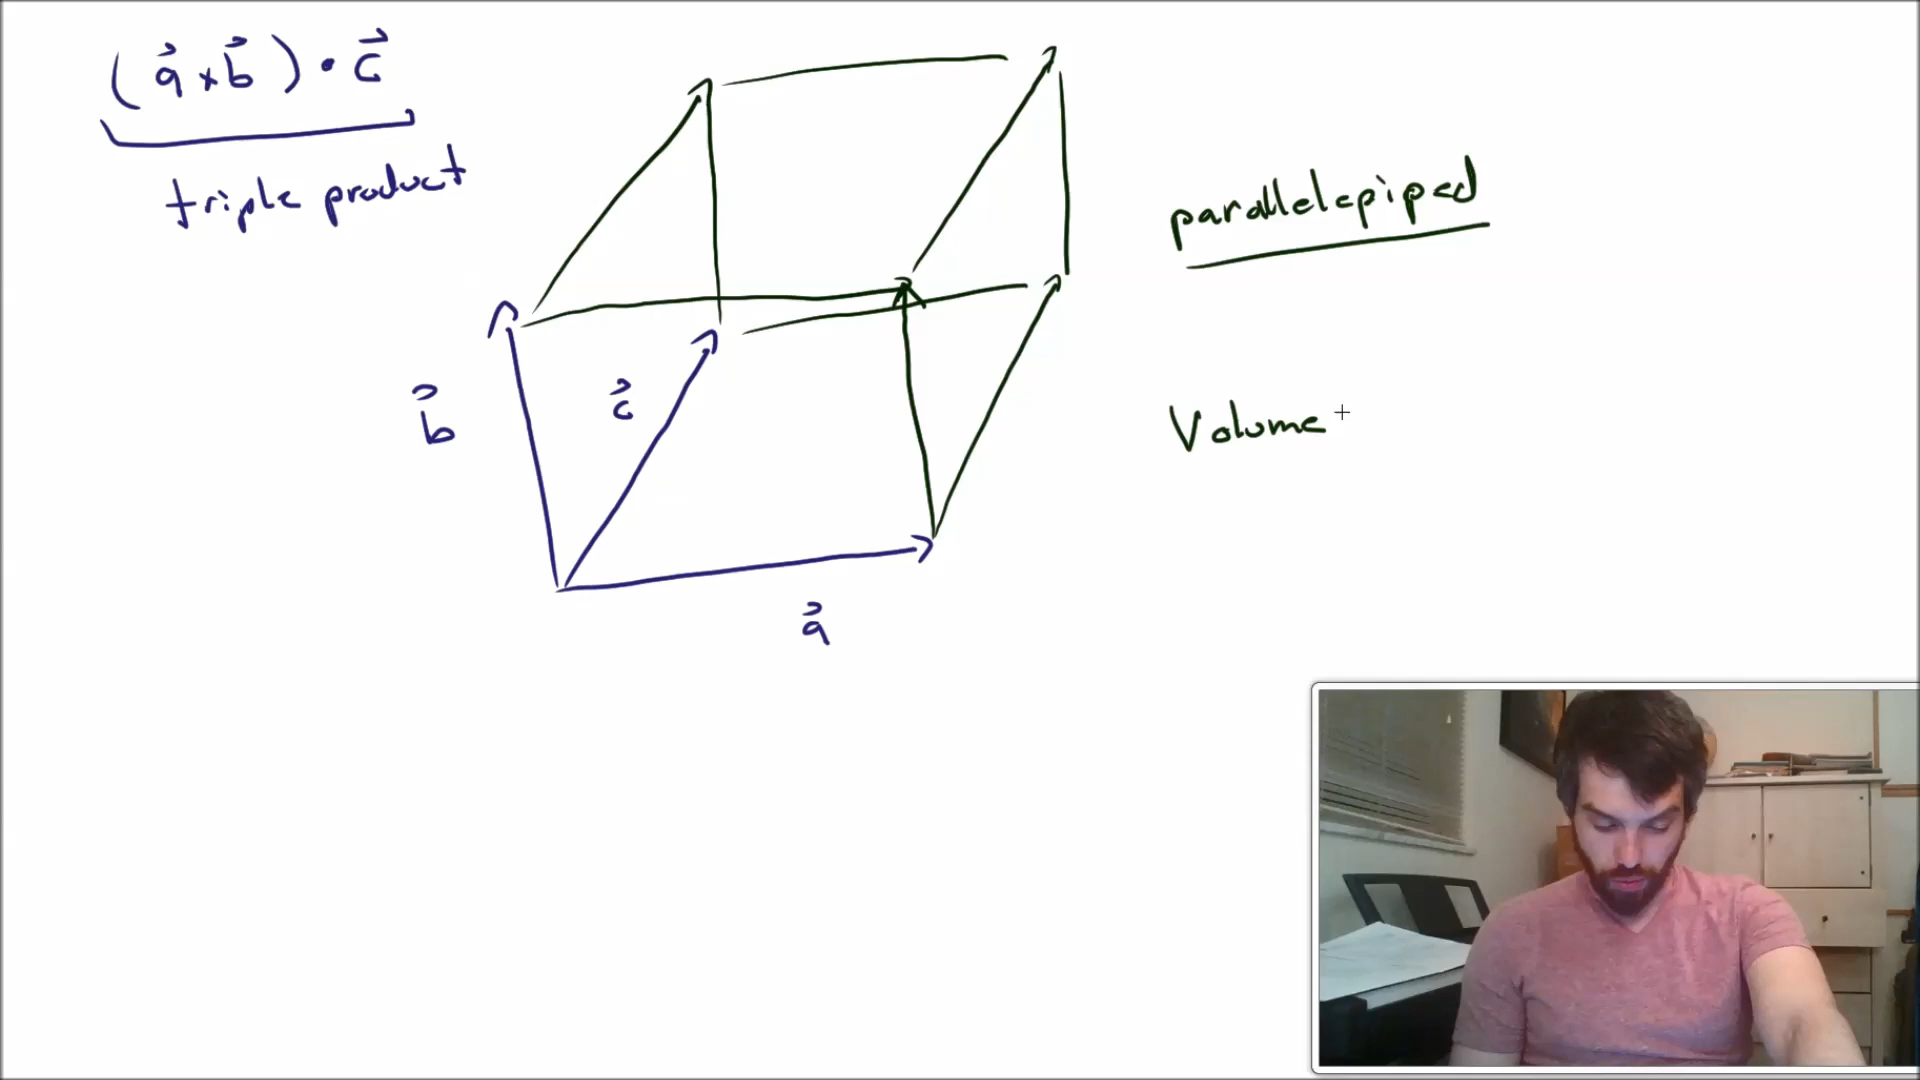 (a⃗ × b⃗) • c⃗
triple product
parallelepiped
b⃗
c⃗
Volume
a⃗